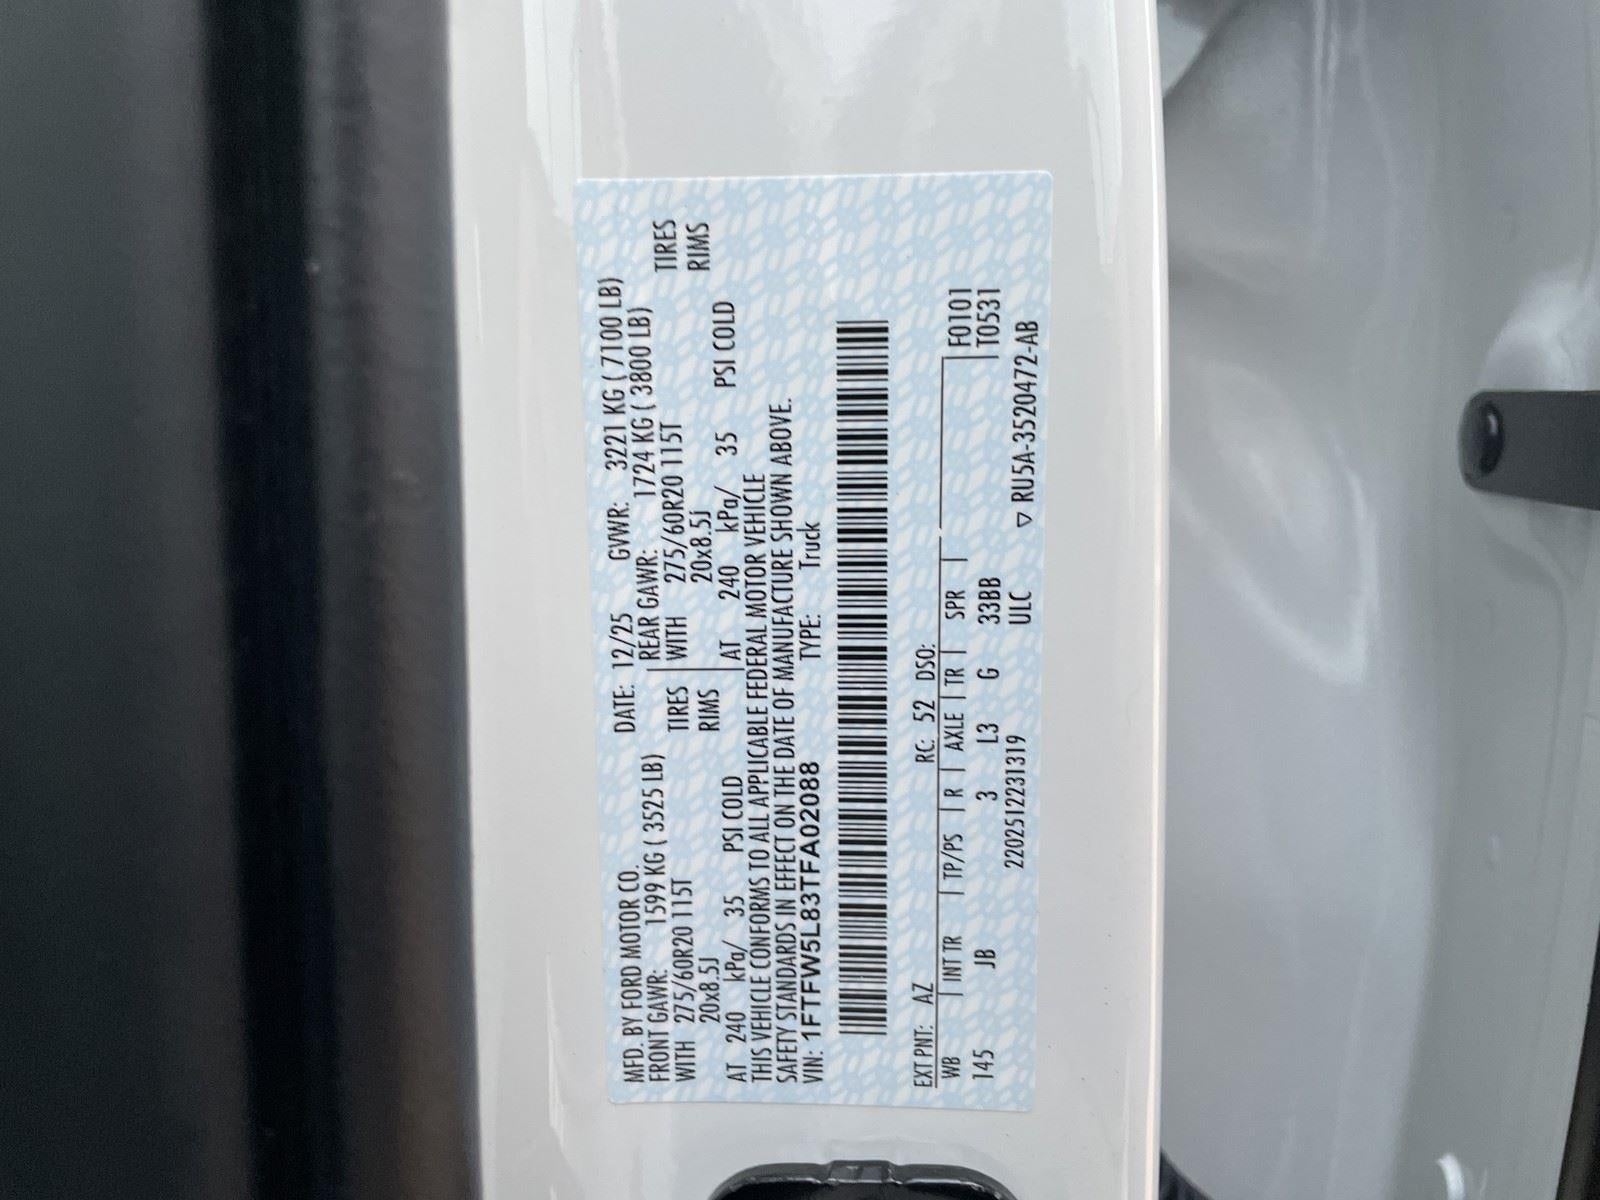 MFD. BY FORD MOTOR CO. DATE: 12/25 GVWR: 3221 KG ( 7100 LB)
FRONT GAWR: 1599 KG ( 3525 LB) REAR GAWR: 1724 KG ( 3800 LB)
WITH 275/60R20 115T TIRES WITH 275/60R20 115T TIRES
20x8.5J RIMS 20x8.5J RIMS
AT 240 kPa/ 35 PSI COLD AT 240 kPa/ 35 PSI COLD
THIS VEHICLE CONFORMS TO ALL APPLICABLE FEDERAL MOTOR VEHICLE
SAFETY STANDARDS IN EFFECT ON THE DATE OF MANUFACTURE SHOWN ABOVE.
VIN: 1FTFW5L83TFA02088 TYPE: Truck
EXT PNT: AZ RC: 52 DSO:
WB | INT TR | TP/PS | R | AXLE | TR | SPR | F0101
145 JB 3 L3 G 33BB T0531
2202512231319 ULC ▽ RU5A-3520472-AB